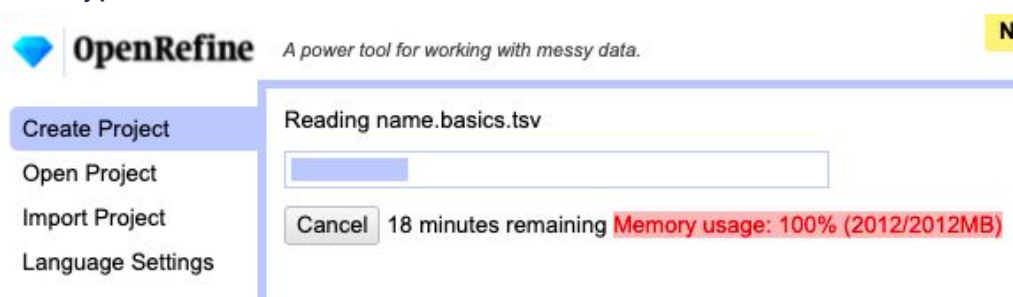 OpenRefine A power tool for working with messy data.
Create Project
Open Project
Import Project
Language Settings
Reading name.basics.tsv
Cancel 18 minutes remaining Memory usage: 100% (2012/2012MB)